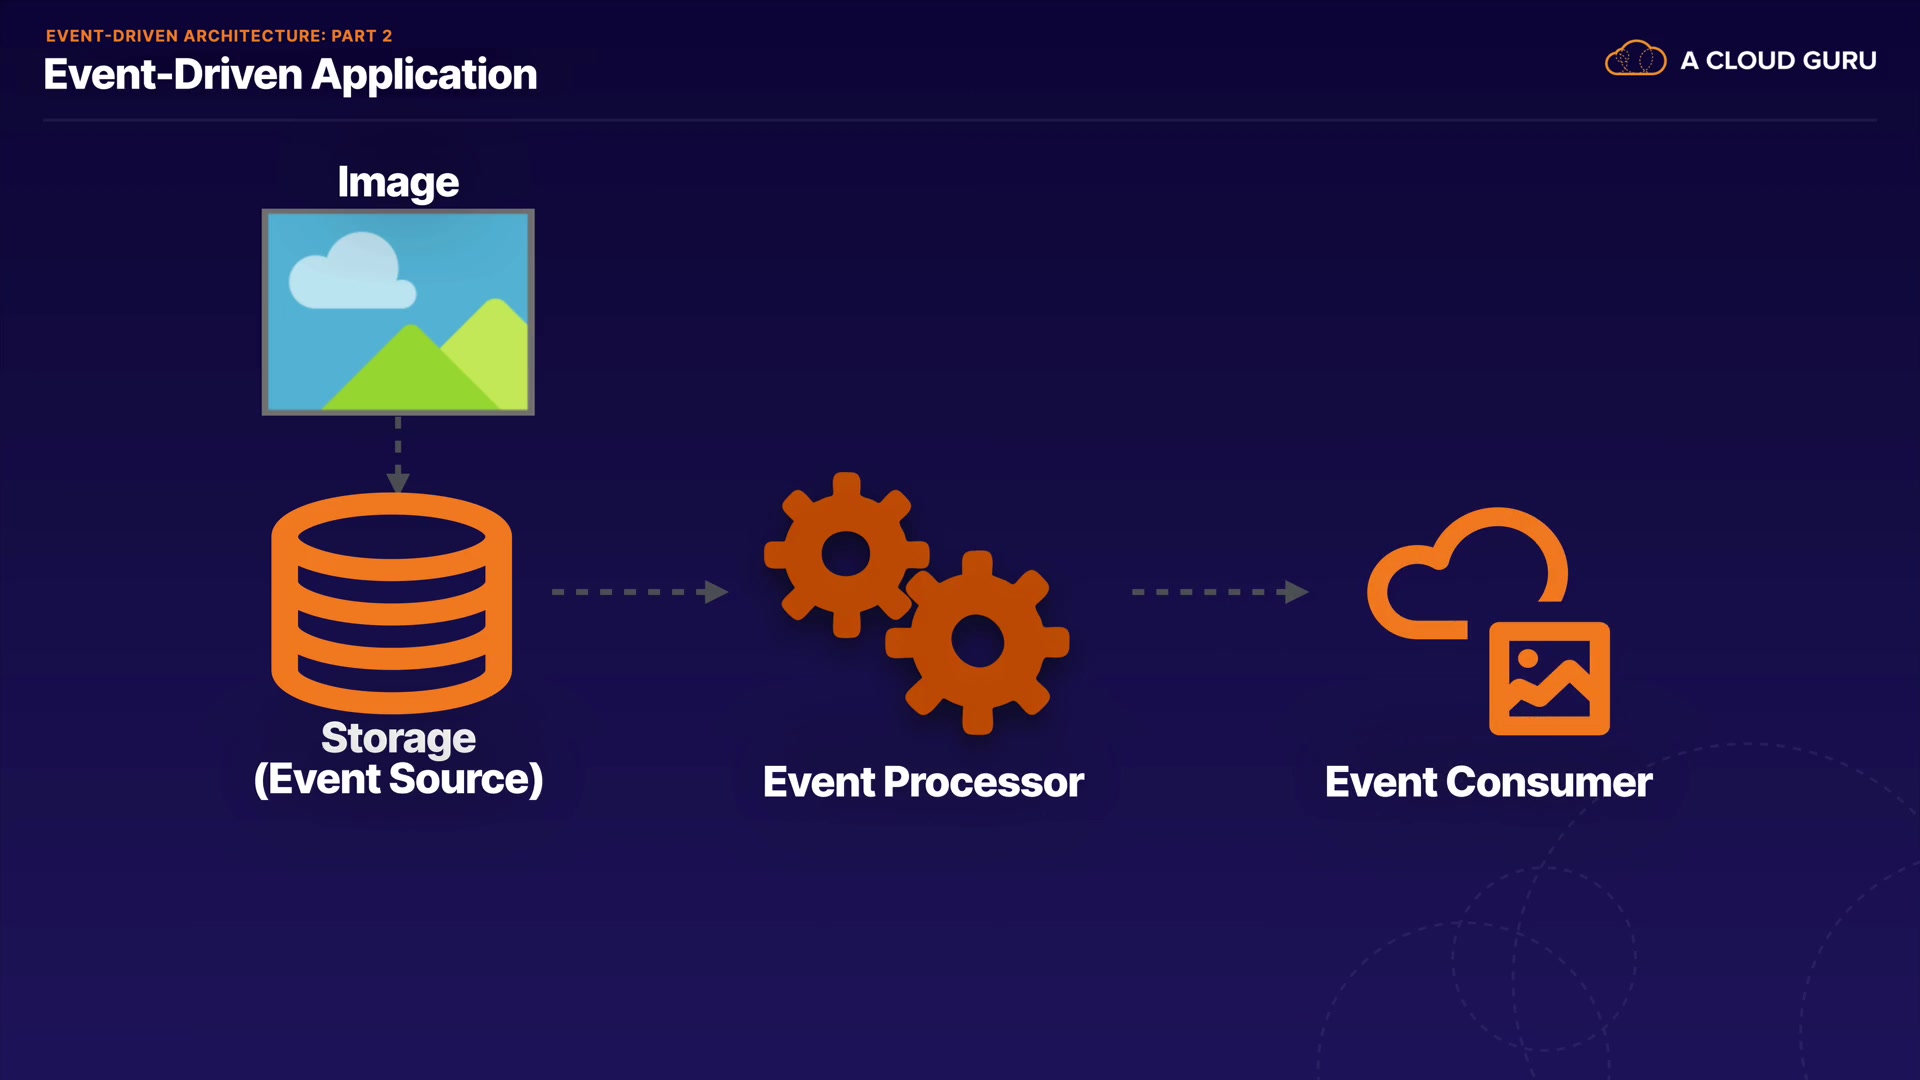 EVENT-DRIVEN ARCHITECTURE: PART 2
Event-Driven Application
A CLOUD GURU
Image
Storage
(Event Source)
Event Processor
Event Consumer